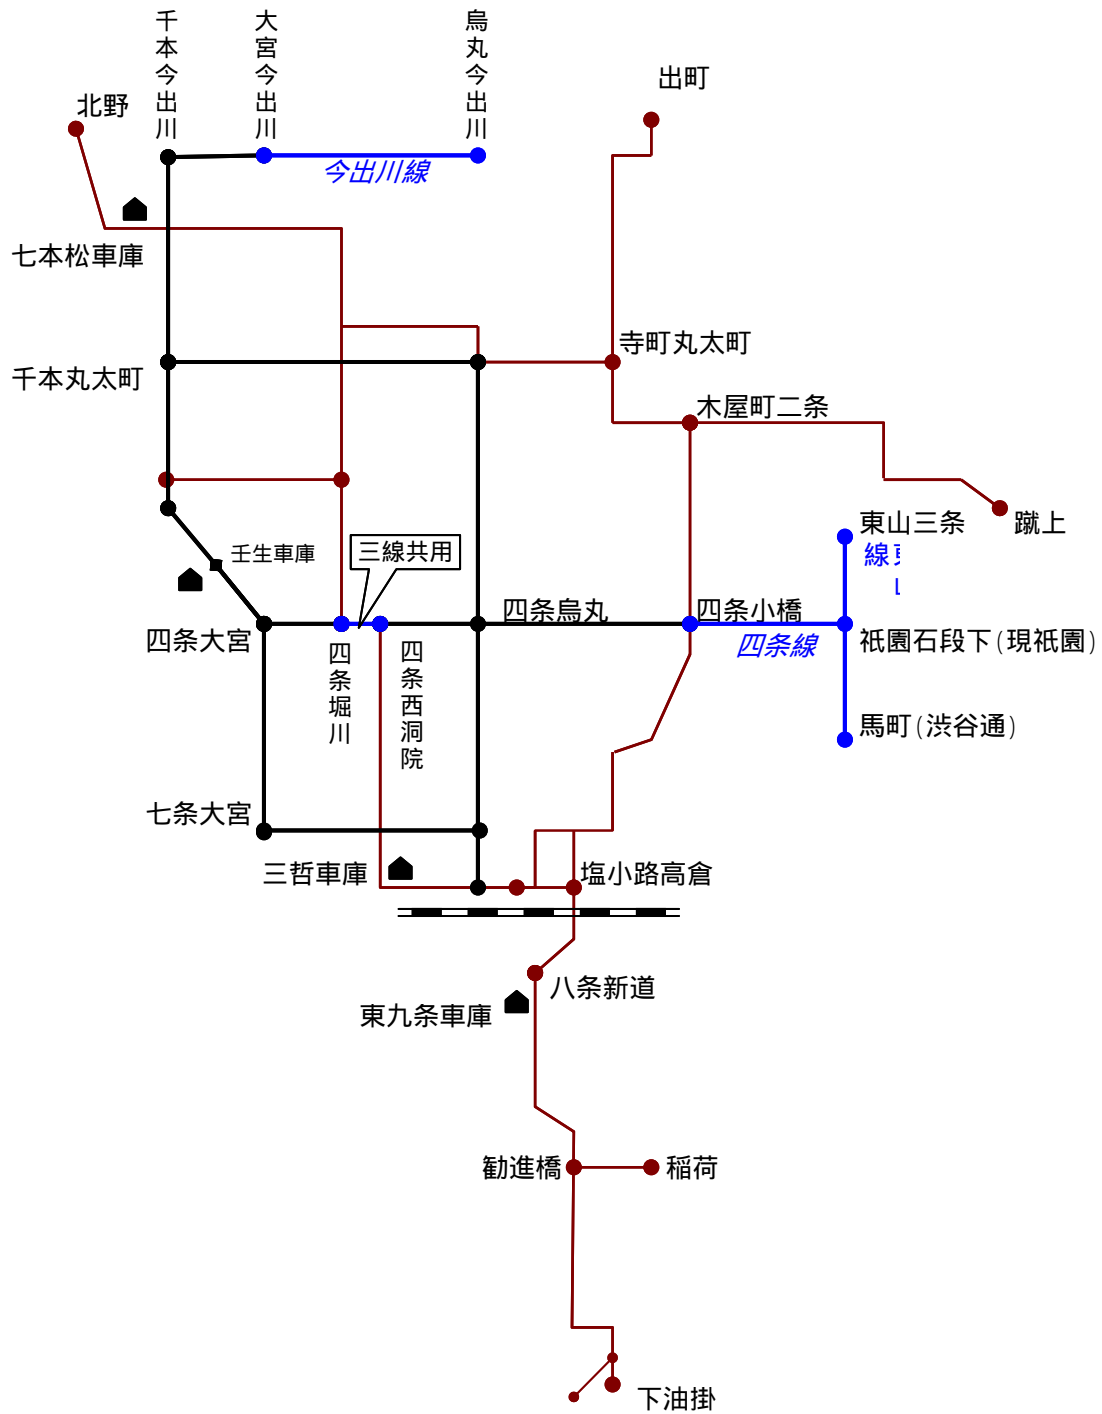 千本今出川
大宮今出川
烏丸今出川
出町
北野
今出川線
七本松車庫
寺町丸太町
千本丸太町
木屋町二条
東山三条
蹴上
三線共用
壬生車庫
線
四条烏丸
四条小橋
四条大宮
四条線
祇園石段下(現祇園)
四条堀川
四条西洞院
馬町(渋谷通)
七条大宮
三哲車庫
塩小路高倉
八条新道
東九条車庫
勧進橋
稲荷
下油掛